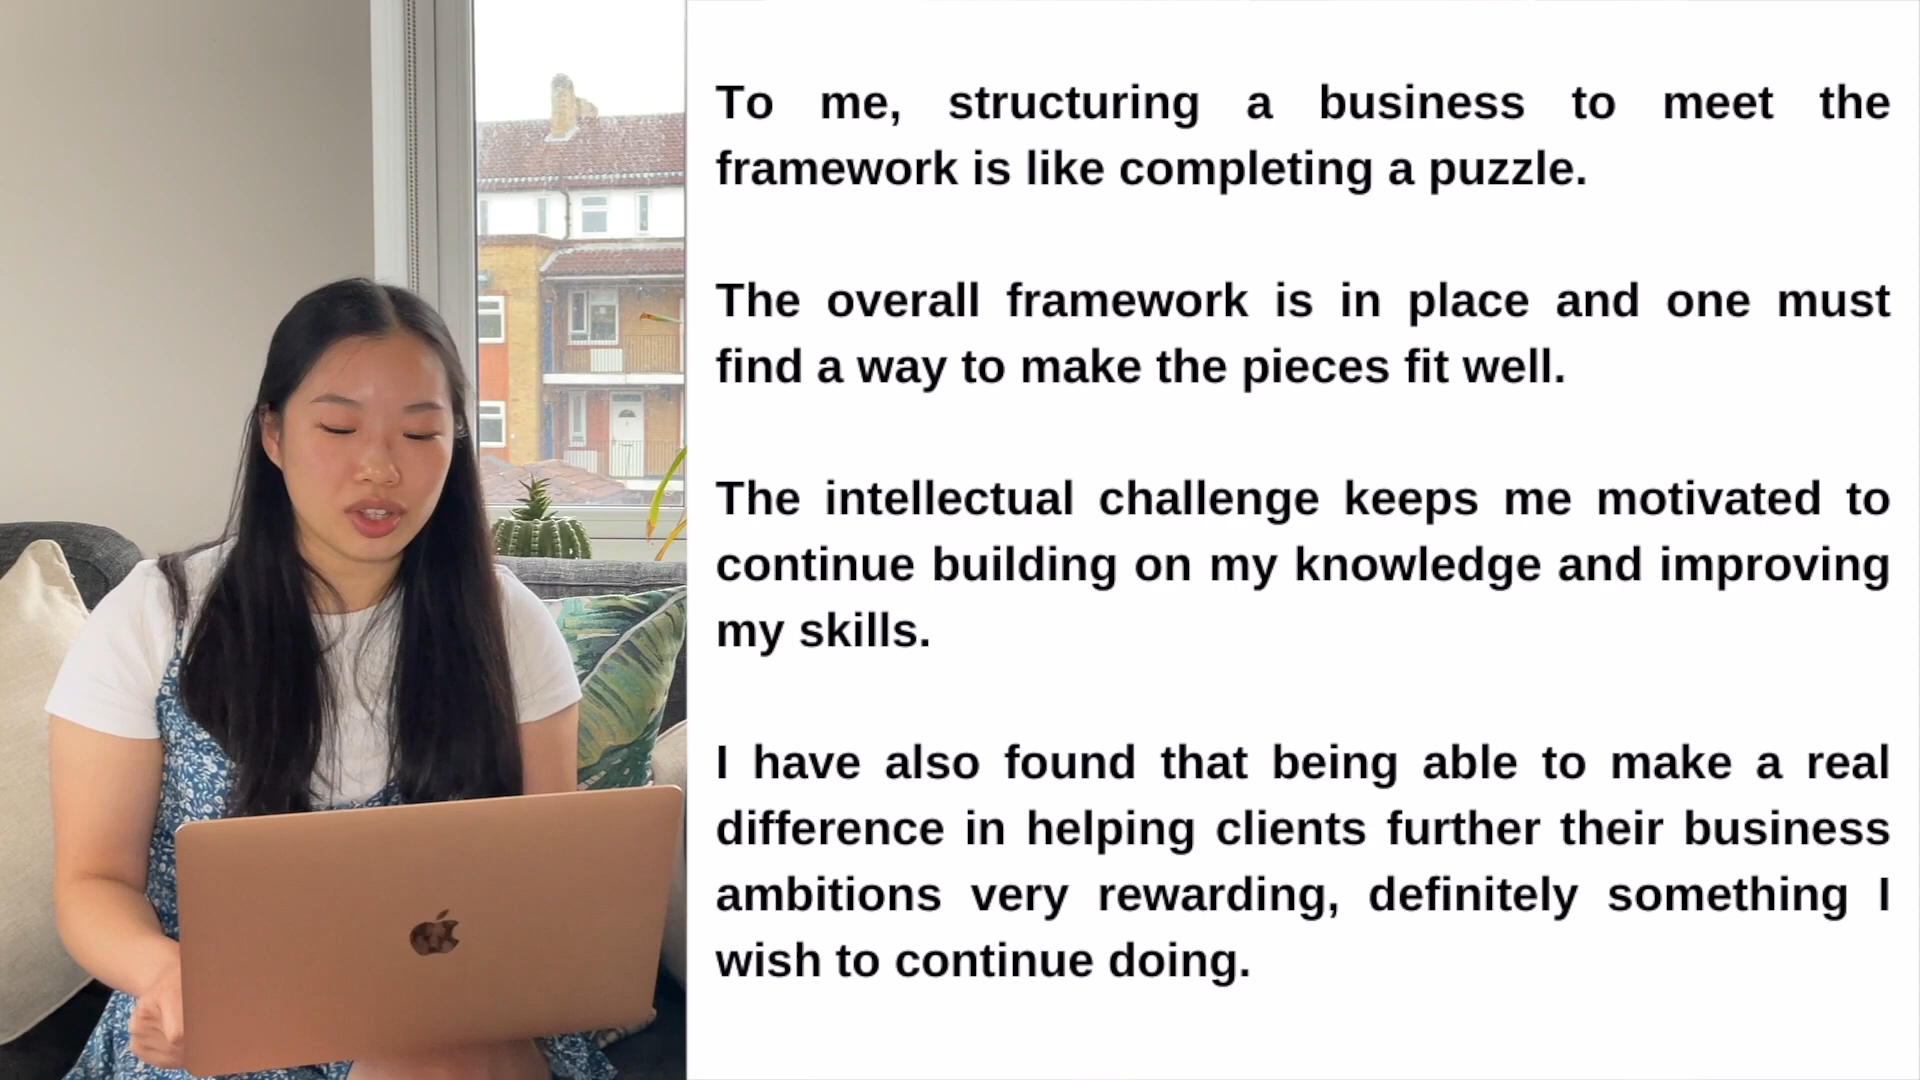 To me, structuring a business to meet the
framework is like completing a puzzle.
The overall framework is in place and one must
find a way to make the pieces fit well.
The intellectual challenge keeps me motivated to
continue building on my knowledge and improving
my skills.
I have also found that being able to make a real
difference in helping clients further their business
ambitions very rewarding, definitely something I
wish to continue doing.